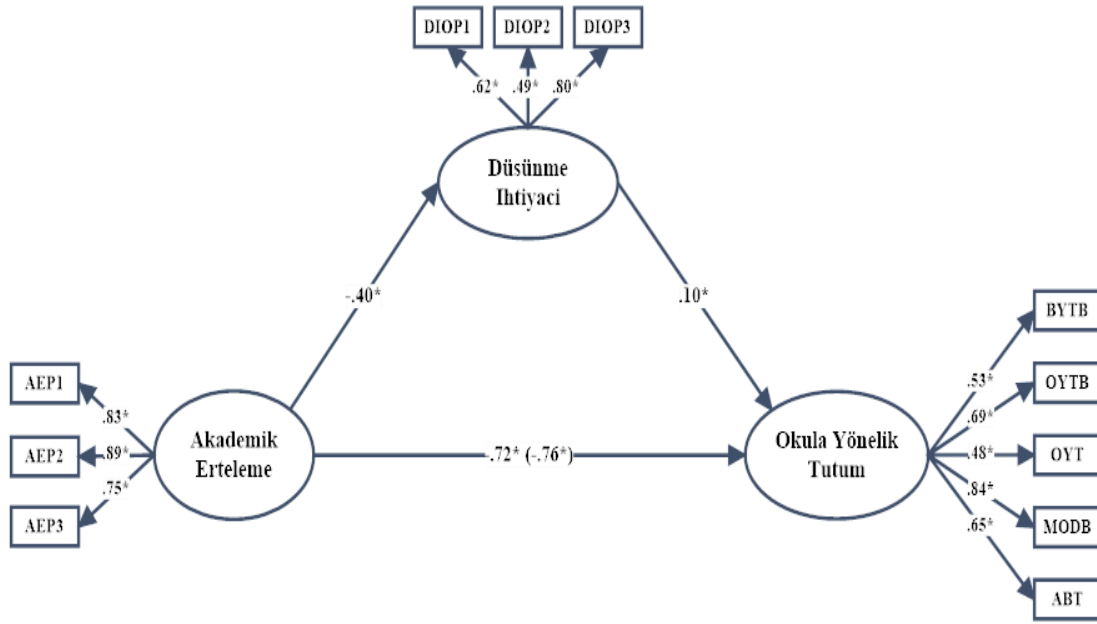 DIOP1 DIOP2 DIOP3
.62* .49* .80*
Düsünme
Ihtiyaci
-.40* .10*
BYTB
AEP1
.53*
OYTB
.83*
.69*
AEP2
.89*
Akademik
Erteleme
-.72* (-.76*)
Okula Yönelik
Tutum
.48*
OYT
.75*
.84*
AEP3
MODB
.65*
ABT